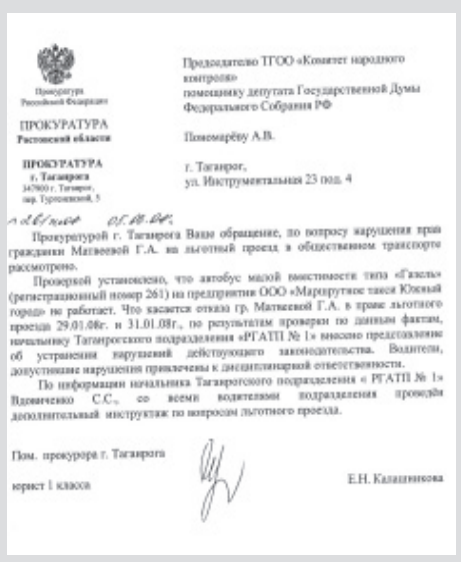 Прокуратура
Российской Федерации
ПРОКУРАТУРА
Ростовской области
ПРОКУРАТУРА
г. Таганрога
347900 г. Таганрог,
пер. Тургеневский, 5
Председателю ТГОО «Комитет народного
контроля»
помощнику депутата Государственной Думы
Федерального Собрания РФ
Пономарёву А.В.
г. Таганрог,
ул. Инструментальная 23 под. 4
Прокуратурой г. Таганрога Ваше обращение, по вопросу нарушения прав
гражданки Матвеевой Г.А. на льготный проезд в общественном транспорте
рассмотрено.
Проверкой установлено, что автобус малой вместимости типа «Газель»
(регистрационный номер 261) на предприятии ООО «Маршрутное такси Южный
город» не работает. Что касается отказа гр. Матвеевой Г.А. в праве льготного
проезда 29.01.08г. и 31.01.08г., по результатам проверки по данным фактам,
начальнику Таганрогского подразделения «РГАТП № 1» внесено представление
об устранении нарушений действующего законодательства. Водители,
допустившие нарушения привлечены к дисциплинарной ответственности.
По информации начальника Таганрогского подразделения « РГАТП № 1»
Вдовиченко С.С., со всеми водителями подразделения проведён
дополнительный инструктаж по вопросам льготного проезда.
Пом. прокурора г. Таганрога
юрист 1 класса
Е.Н. Калашникова